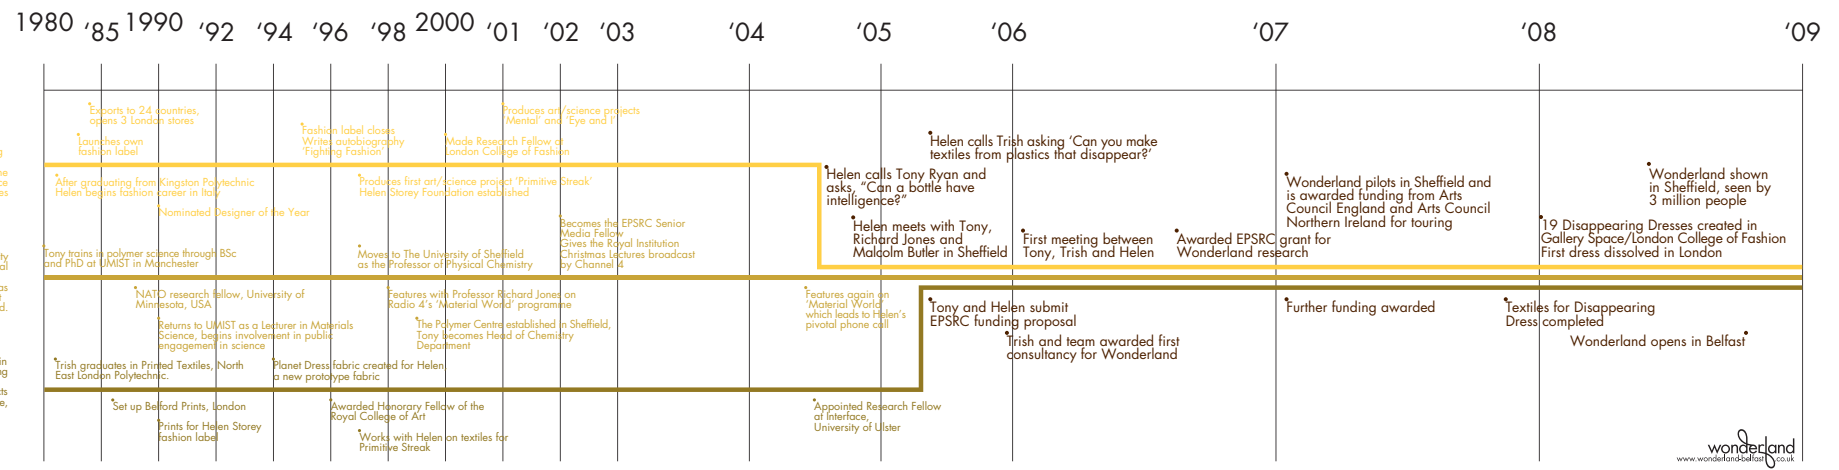 1980 '85 1990 '92 '94 '96 '98 2000 '01 '02 '03 '04 '05 '06 '07 '08 '09
Exports to 24 countries,
opens 3 London stores
Launches own
fashion label
After graduating from Kingston Polytechnic
Helen begins fashion career in Italy
Nominated Designer of the Year
Fashion label closes
Writes autobiography
'Fighting Fashion'
Produces first art/science project 'Primitive Streak'
Helen Storey Foundation established
Made Research Fellow at
London College of Fashion
Produces art/science projects
'Mental' and 'Eye and I'
Tony trains in polymer science through BSc
and PhD at UMIST in Manchester
Moves to The University of Sheffield
as the Professor of Physical Chemistry
Becomes the EPSRC Senior
Media Fellow
Gives the Royal Institution
Christmas Lectures broadcast
by Channel 4
NATO research fellow, University of
Minnesota, USA
Returns to UMIST as a Lecturer in Materials
Science, begins involvement in public
engagement in science
Features with Professor Richard Jones on
Radio 4's 'Material World' programme
The Polymer Centre established in Sheffield,
Tony becomes Head of Chemistry
Department
Features again on
'Material World'
which leads to Helen's
pivotal phone call
Trish graduates in Printed Textiles, North
East London Polytechnic.
Planet Dress fabric created for Helen
a new prototype fabric
Set up Belford Prints, London
Prints for Helen Storey
fashion label
Awarded Honorary Fellow of the
Royal College of Art
Works with Helen on textiles for
Primitive Streak
Appointed Research Fellow
at Interface,
University of Ulster
Helen calls Trish asking 'Can you make
textiles from plastics that disappear?'
Helen calls Tony Ryan and
asks, "Can a bottle have
intelligence?"
Helen meets with Tony,
Richard Jones and
Malcolm Butler in Sheffield
First meeting between
Tony, Trish and Helen
Awarded EPSRC grant for
Wonderland research
Wonderland pilots in Sheffield and
is awarded funding from Arts
Council England and Arts Council
Northern Ireland for touring
Wonderland shown
in Sheffield, seen by
3 million people
19 Disappearing Dresses created in
Gallery Space/London College of Fashion
First dress dissolved in London
Tony and Helen submit
EPSRC funding proposal
Trish and team awarded first
consultancy for Wonderland
Further funding awarded
Textiles for Disappearing
Dress completed
Wonderland opens in Belfast
wonderland
www.wonderland-belfast.co.uk